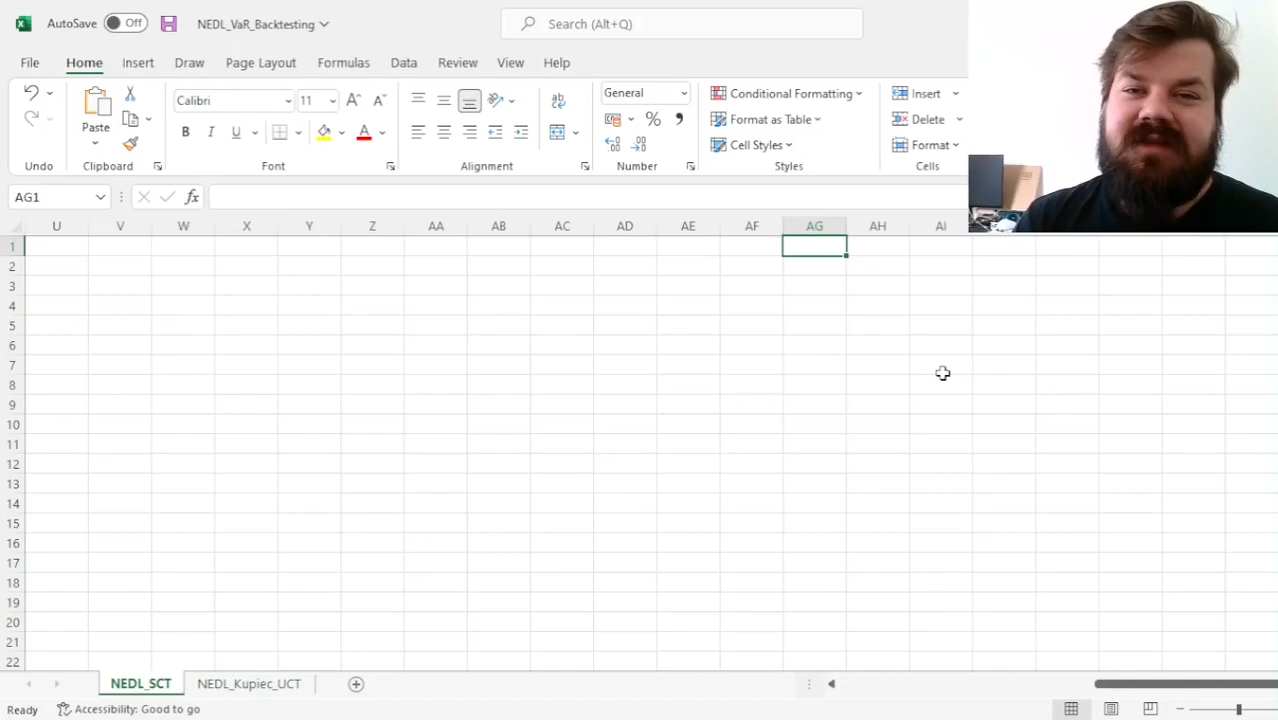 AutoSave Off NEDL_VaR_Backtesting Search (Alt+Q)
File Home Insert Draw Page Layout Formulas Data Review View Help
Calibri 11 General Conditional Formatting Insert
Paste B I U A % Format as Table Delete
Cell Styles Format
Undo Clipboard Font Alignment Number Styles Cells
AG1 fx
U V W X Y Z AA AB AC AD AE AF AG AH AI
1
2
3
4
5
6
7
8
9
10
11
12
13
14
15
16
17
18
19
20
21
22
NEDL_SCT NEDL_Kupiec_UCT
Ready Accessibility: Good to go